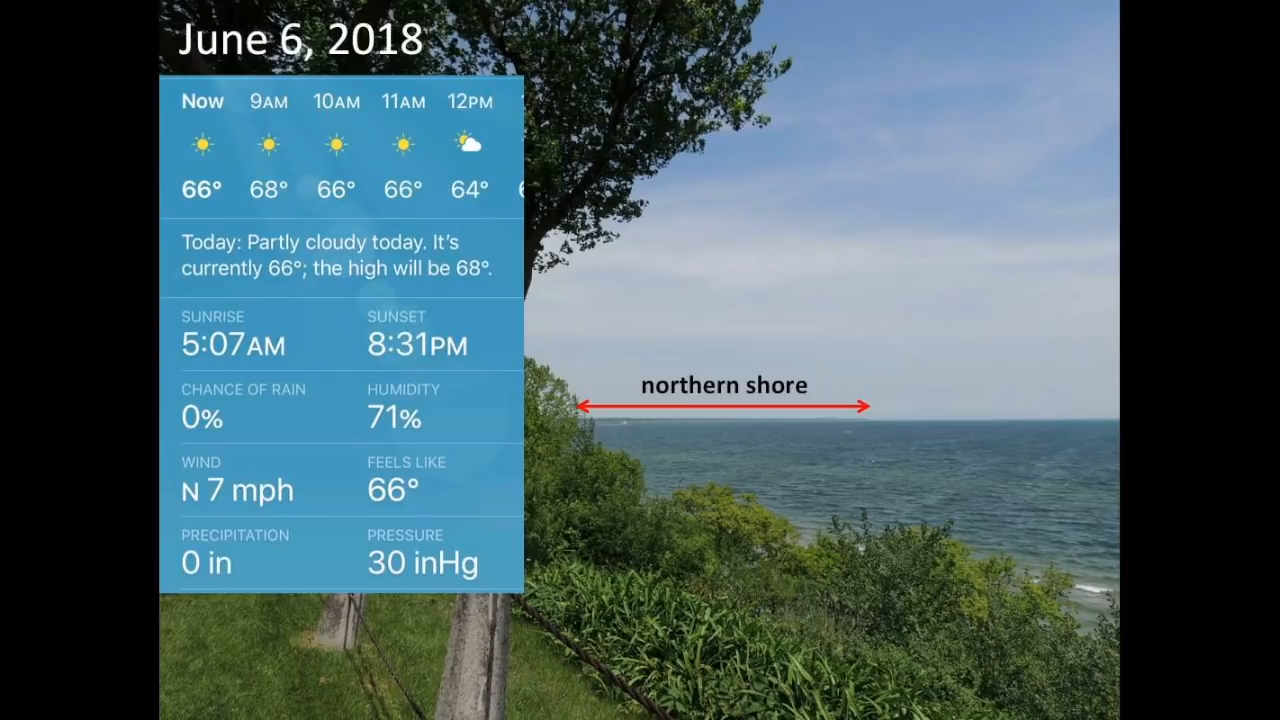 June 6, 2018
Now 9AM 10AM 11AM 12PM
66° 68° 66° 66° 64°
Today: Partly cloudy today. It's
currently 66°; the high will be 68°.
SUNRISE SUNSET
5:07AM 8:31PM
CHANCE OF RAIN HUMIDITY
0% 71%
WIND FEELS LIKE
N 7 mph 66°
PRECIPITATION PRESSURE
0 in 30 inHg
northern shore